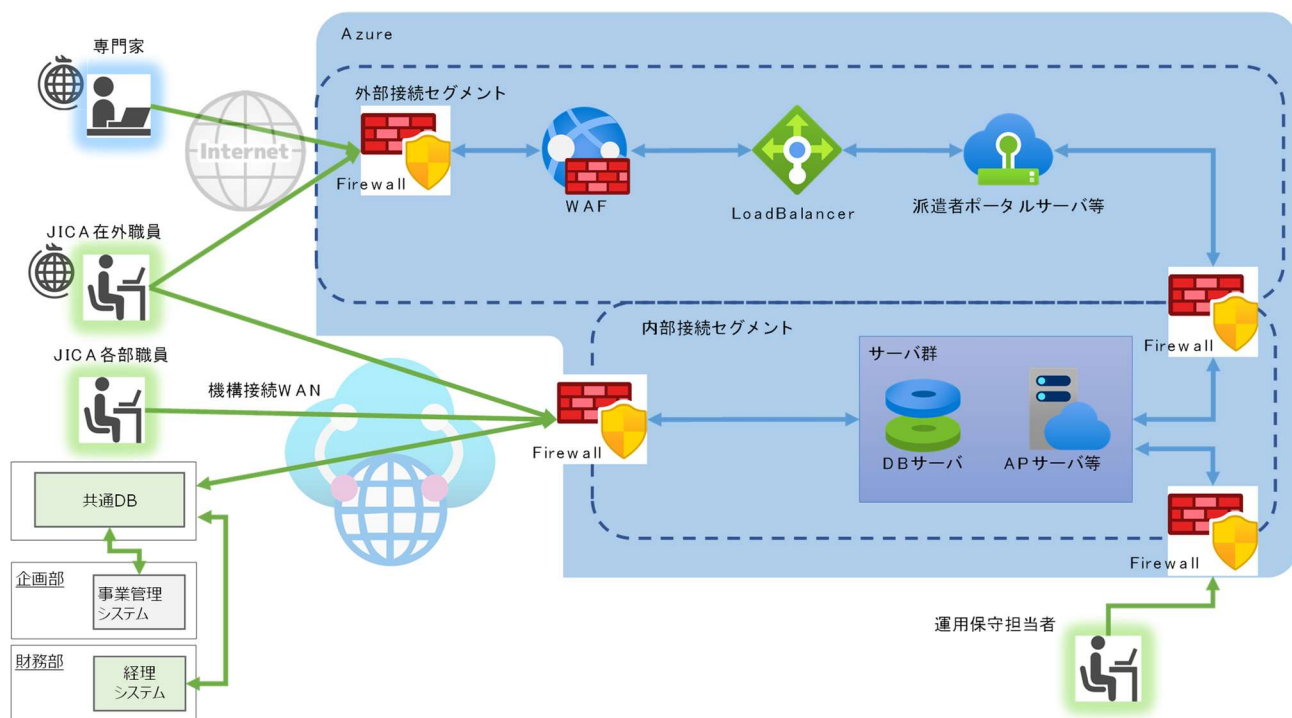 Azure
専門家
外部接続セグメント
Internet
Firewall
WAF
LoadBalancer
派遣者ポータルサーバ等
JICA在外職員
内部接続セグメント
Firewall
サーバ群
JICA各部職員
機構接続WAN
Firewall
DBサーバ
APサーバ等
共通DB
Firewall
企画部
事業管理
システム
運用保守担当者
財務部
経理
システム